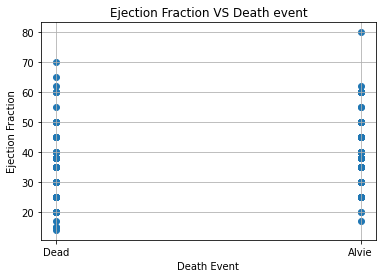 Ejection Fraction VS Death event
Ejection Fraction
80
70
60
50
40
30
20
Dead
Alvie
Death Event